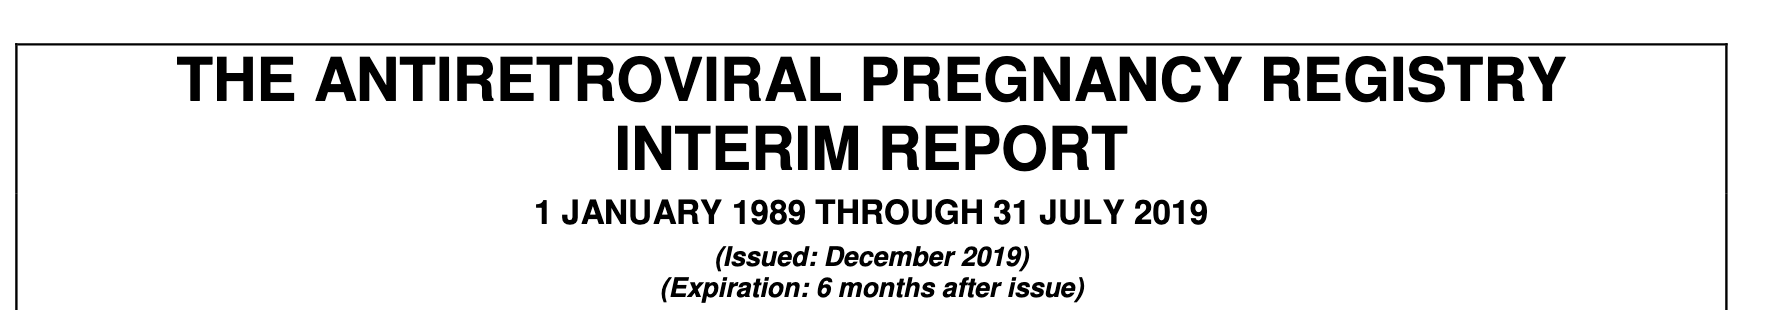 THE ANTIRETROVIRAL PREGNANCY REGISTRY
INTERIM REPORT
1 JANUARY 1989 THROUGH 31 JULY 2019
(Issued: December 2019)
(Expiration: 6 months after issue)